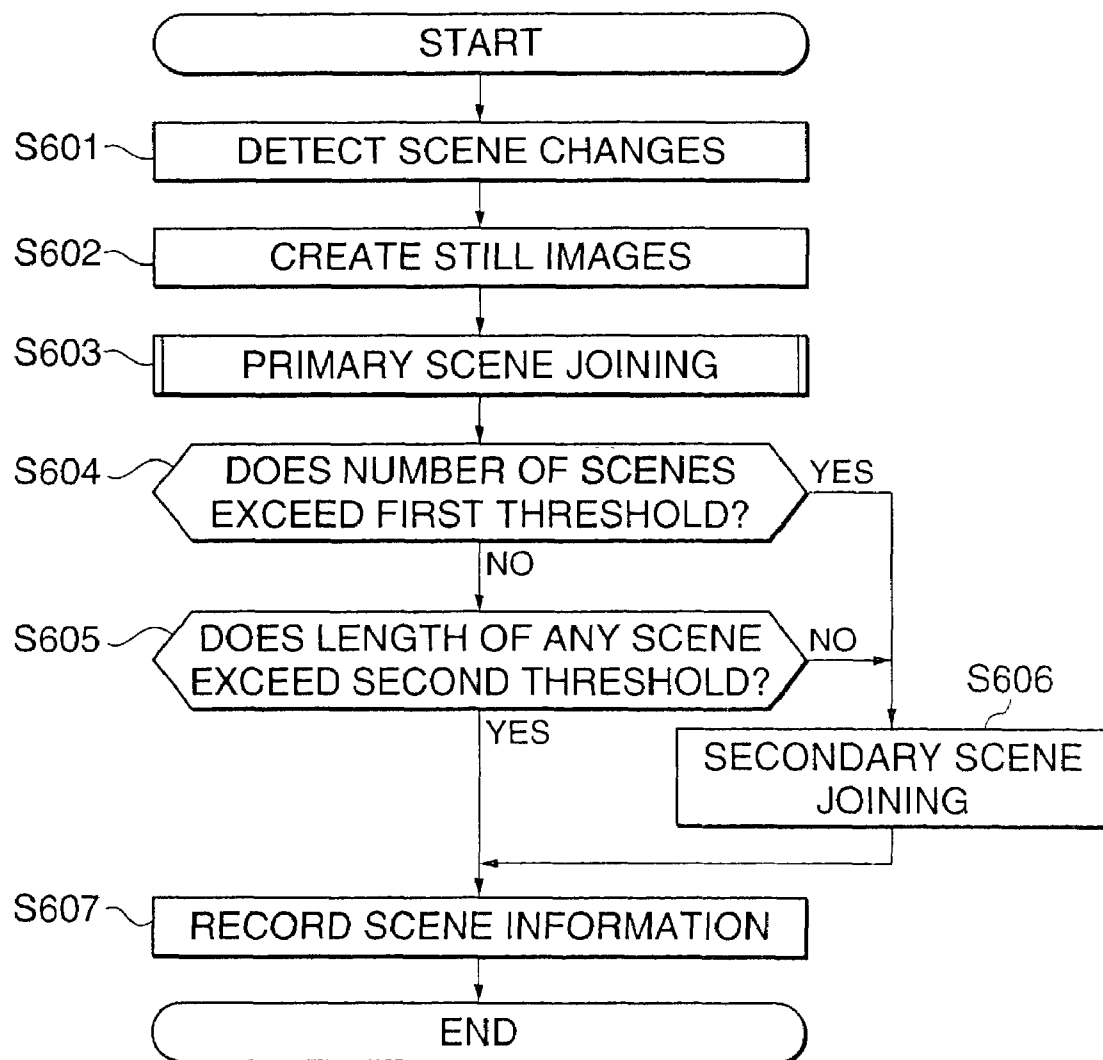 START
S601
DETECT SCENE CHANGES
S602
CREATE STILL IMAGES
S603
PRIMARY SCENE JOINING
S604
DOES NUMBER OF SCENES
EXCEED FIRST THRESHOLD?
YES
NO
S605
DOES LENGTH OF ANY SCENE
EXCEED SECOND THRESHOLD?
NO
YES
S606
SECONDARY SCENE
JOINING
S607
RECORD SCENE INFORMATION
END